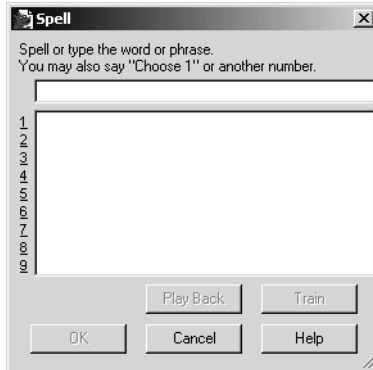 Spell
Spell or type the word or phrase.
You may also say "Choose 1" or another number.
1
2
3
4
5
6
7
8
9
Play Back Train
OK Cancel Help